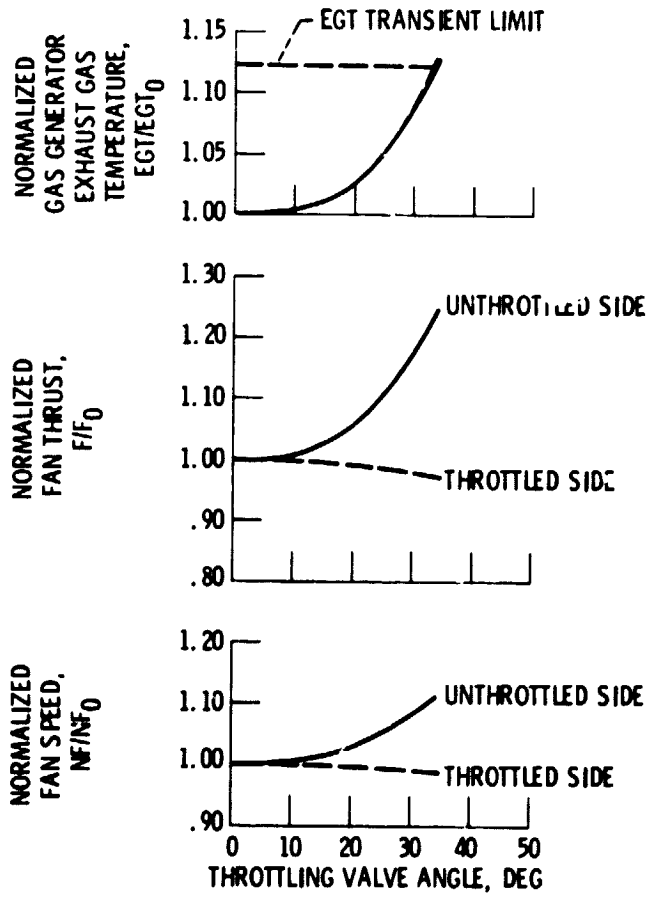 EGT TRANSIENT LIMIT
NORMALIZED
GAS GENERATOR
EXHAUST GAS
TEMPERATURE,
EGT/EGT0
1.15
1.10
1.05
1.00
NORMALIZED
FAN THRUST,
F/F0
1.30
1.20
1.10
1.00
.90
.80
UNTHROTTLED SIDE
THROTTLED SIDE
NORMALIZED
FAN SPEED,
NF/NF0
1.20
1.10
1.00
.90
UNTHROTTLED SIDE
THROTTLED SIDE
0 10 20 30 40 50
THROTTLING VALVE ANGLE, DEG